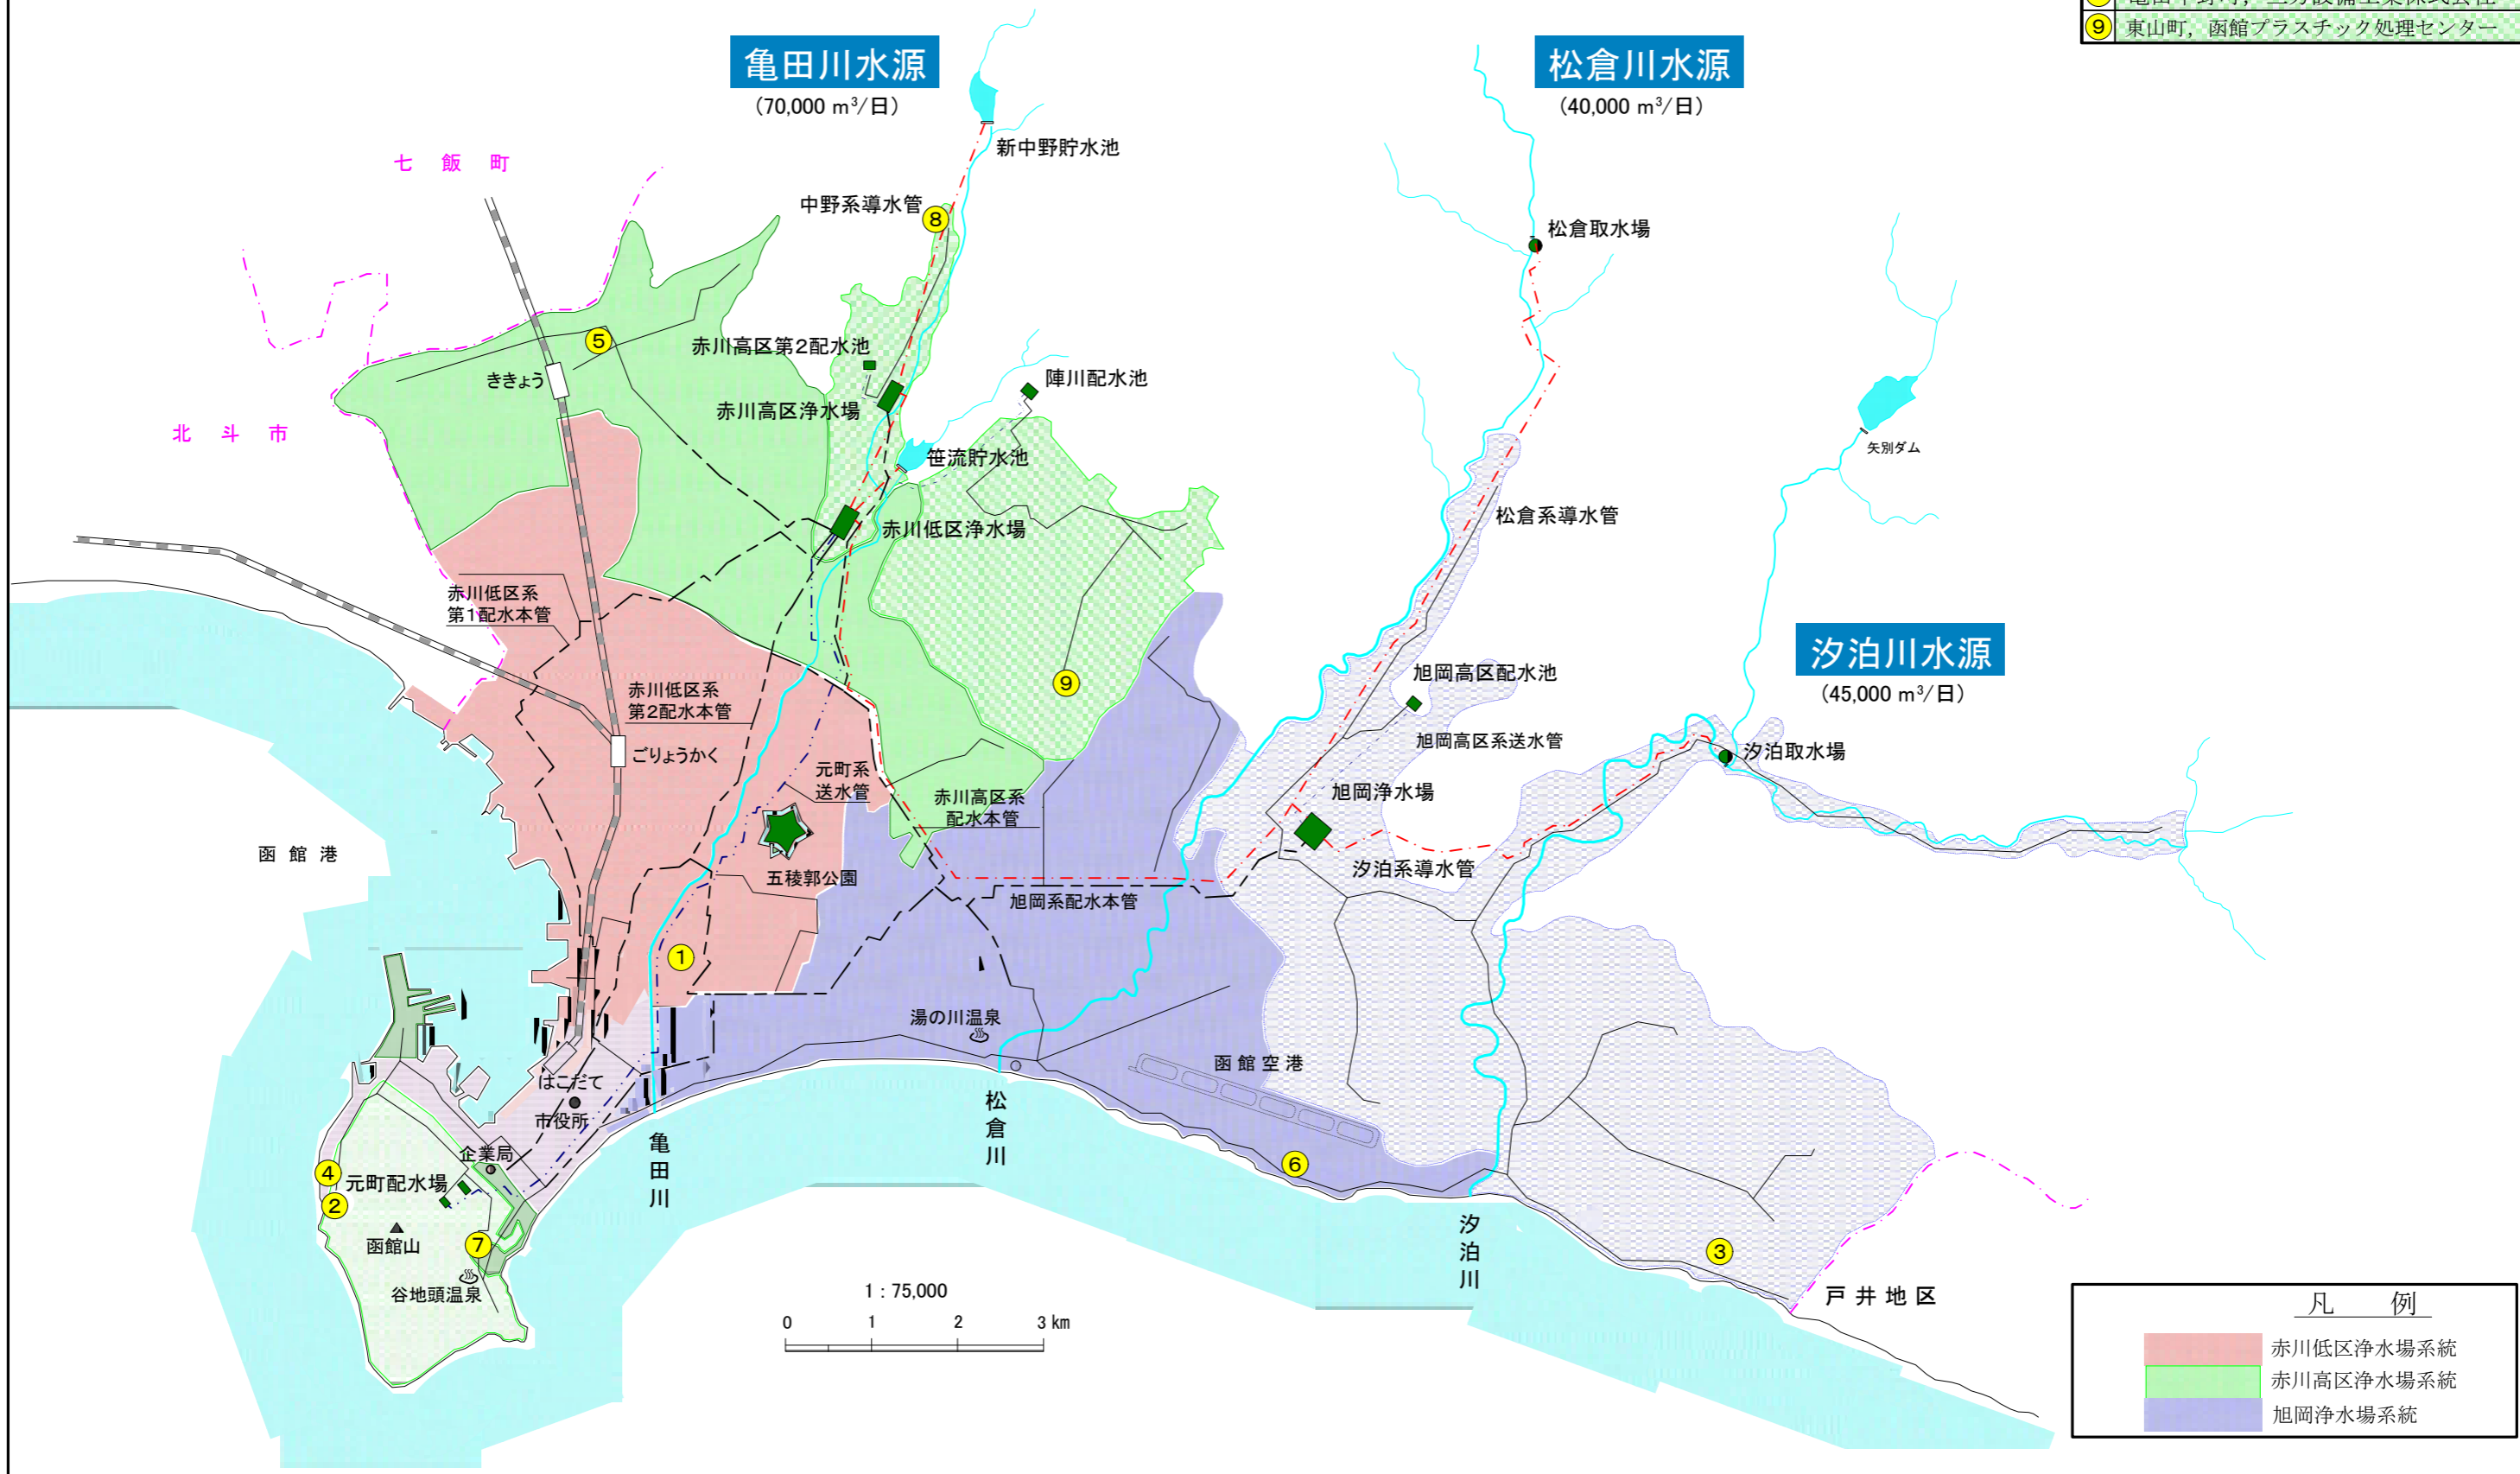 亀田川水源
(70,000 m³/日)
松倉川水源
(40,000 m³/日)
⑨ 東山町，函館プラスチック処理センター
七飯町
新中野貯水池
中野系導水管
⑧
松倉取水場
⑤
ききょう
赤川高区第2配水池
陣川配水池
赤川高区浄水場
北斗市
笹流貯水池
矢別ダム
松倉系導水管
赤川低区浄水場
赤川低区系
第1配水本管
汐泊川水源
(45,000 m³/日)
赤川低区系
第2配水本管
⑨
旭岡高区配水池
旭岡高区系送水管
汐泊取水場
ごりょうかく
元町系
送水管
赤川高区系
配水本管
旭岡浄水場
函館港
五稜郭公園
汐泊系導水管
旭岡系配水本管
①
湯の川温泉
函館空港
はこだて
市役所
亀田川
松倉川
企業局
④
元町配水場
②
⑥
函館山
⑦
汐泊川
③
谷地頭温泉
戸井地区
1 : 75,000
0 1 2 3 km
凡例
赤川低区浄水場系統
赤川高区浄水場系統
旭岡浄水場系統